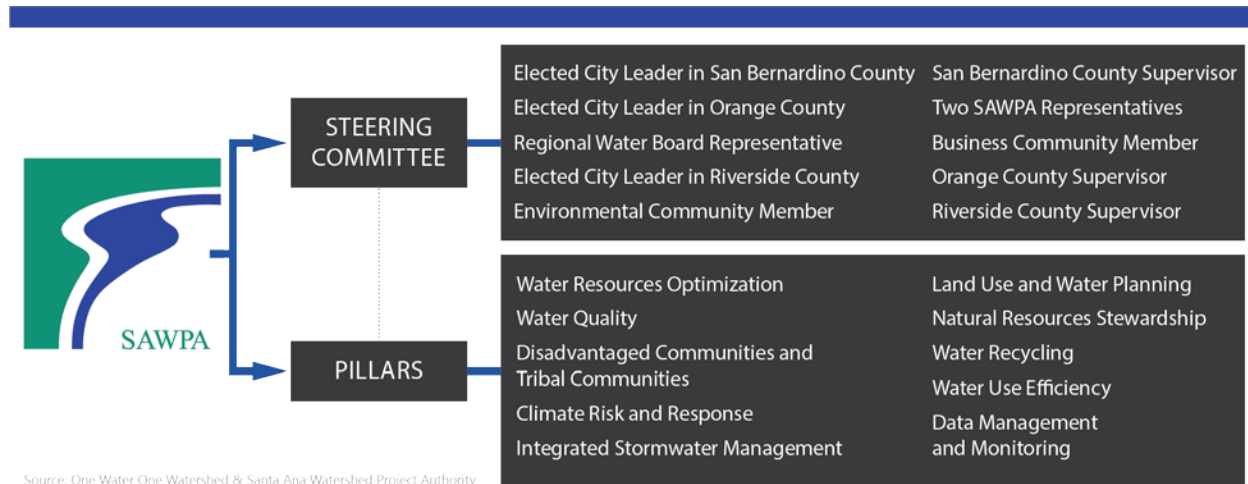 STEERING
COMMITTEE
Elected City Leader in San Bernardino County
Elected City Leader in Orange County
Regional Water Board Representative
Elected City Leader in Riverside County
Environmental Community Member
San Bernardino County Supervisor
Two SAWPA Representatives
Business Community Member
Orange County Supervisor
Riverside County Supervisor
SAWPA
PILLARS
Water Resources Optimization
Water Quality
Disadvantaged Communities and
Tribal Communities
Climate Risk and Response
Integrated Stormwater Management
Land Use and Water Planning
Natural Resources Stewardship
Water Recycling
Water Use Efficiency
Data Management
and Monitoring
Source: One Water One Watershed & Santa Ana Watershed Project Authority